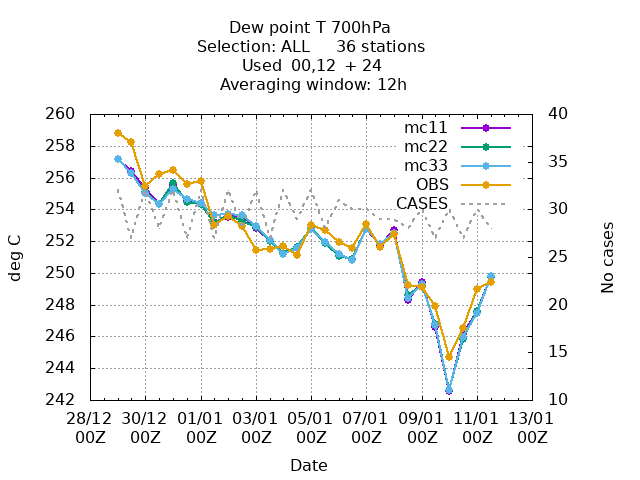 Dew point T 700hPa
Selection: ALL 36 stations
Used 00,12 + 24
Averaging window: 12h
260
258
256
254
252
250
248
246
244
242
40
35
30
25
20
15
10
mc11
mc22
mc33
OBS
CASES
deg C
No cases
28/12 30/12 01/01 03/01 05/01 07/01 09/01 11/01 13/01
00Z 00Z 00Z 00Z 00Z 00Z 00Z 00Z 00Z
Date